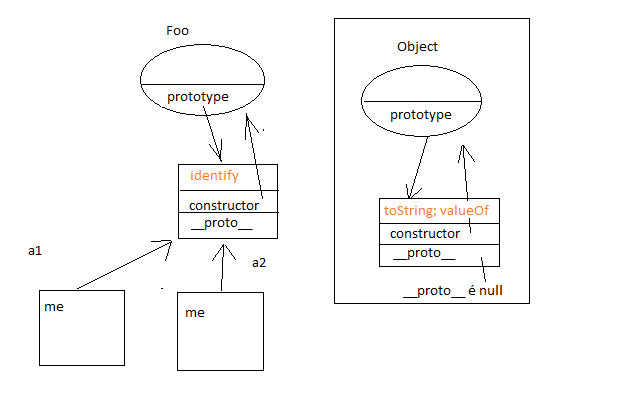 Foo
prototype
identify
constructor
__proto__
a1
a2
me
me
Object
prototype
toString; valueOf
constructor
__proto__
__proto__ é null